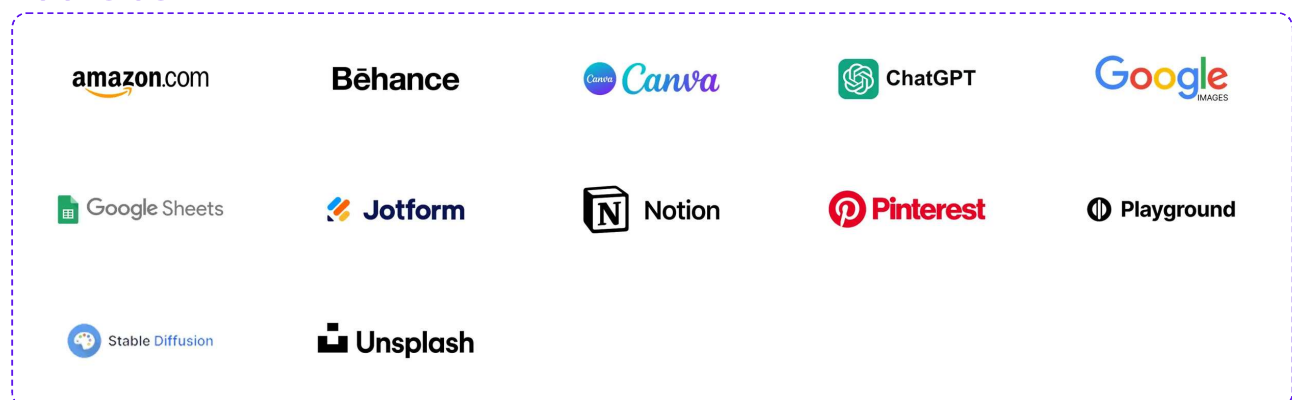 amazon.com
Bēhance
Canva Canva
ChatGPT
Google
IMAGES
Google Sheets
Jotform
N Notion
Pinterest
Playground
Stable Diffusion
Unsplash